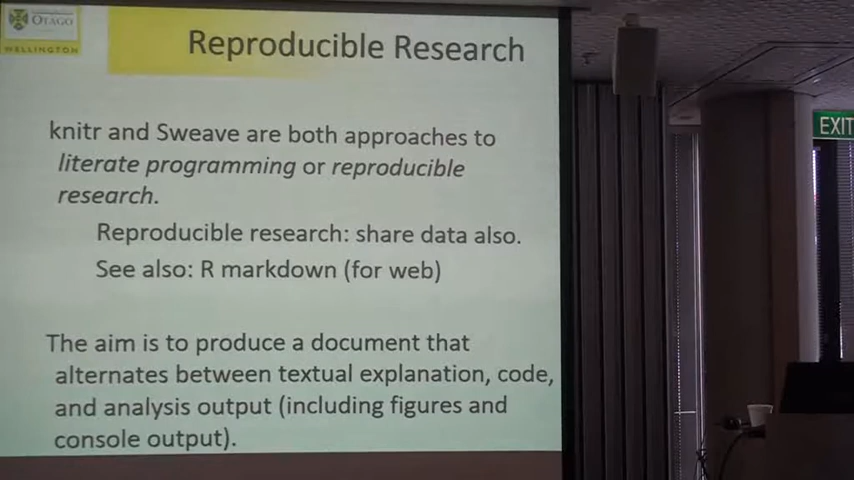 OTAGO
WELLINGTON
Reproducible Research
knitr and Sweave are both approaches to
literate programming or reproducible
research.
Reproducible research: share data also.
See also: R markdown (for web)
The aim is to produce a document that
alternates between textual explanation, code,
and analysis output (including figures and
console output).
EXIT